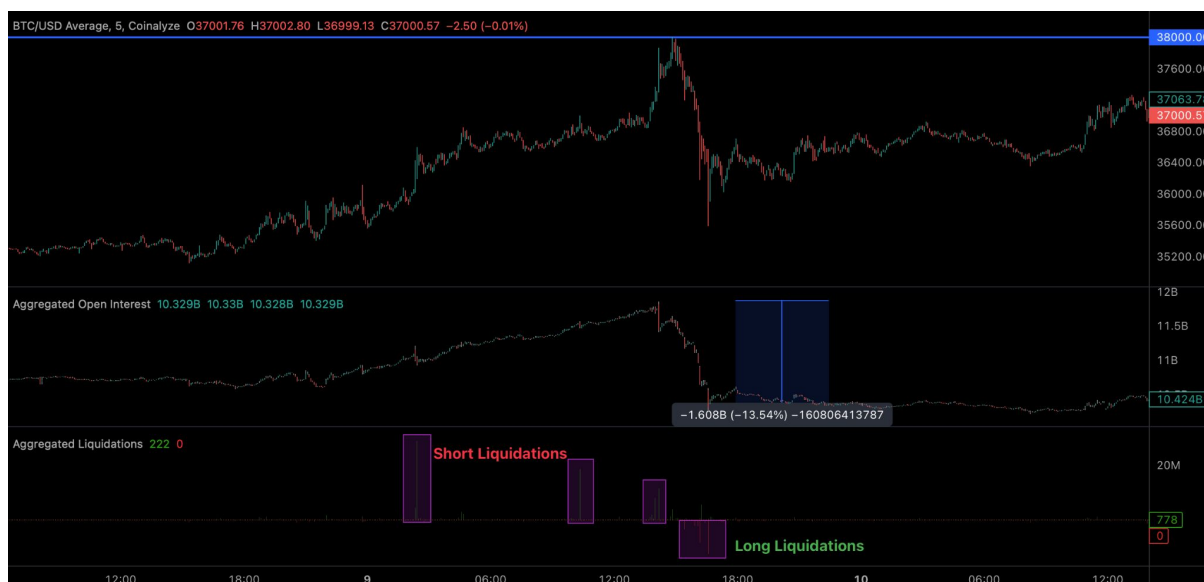 BTC/USD Average, 5, Coinalyze O37001.76 H37002.80 L36999.13 C37000.57 −2.50 (−0.01%)
38000.00
37600.00
37063.78
37000.57
36800.00
36400.00
36000.00
35600.00
35200.00
Aggregated Open Interest 10.329B 10.33B 10.328B 10.329B
12B
11.5B
11B
10.424B
−1.608B (−13.54%) −160806413787
Aggregated Liquidations 222 0
Short Liquidations
20M
778
0
Long Liquidations
12:00 18:00 9 06:00 12:00 18:00 10 06:00 12:00